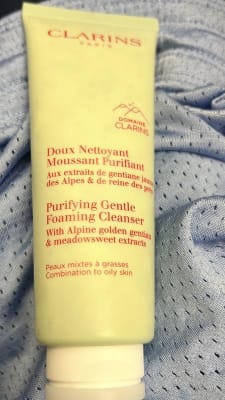 CLARINS
PARIS
DOMAINE
CLARINS
Doux Nettoyant
Moussant Purifiant
Aux extraits de gentiane jaune
des Alpes & de reine des prés
Purifying Gentle
Foaming Cleanser
With Alpine golden gentian
& meadowsweet extracts
Peaux mixtes à grasses
Combination to oily skin